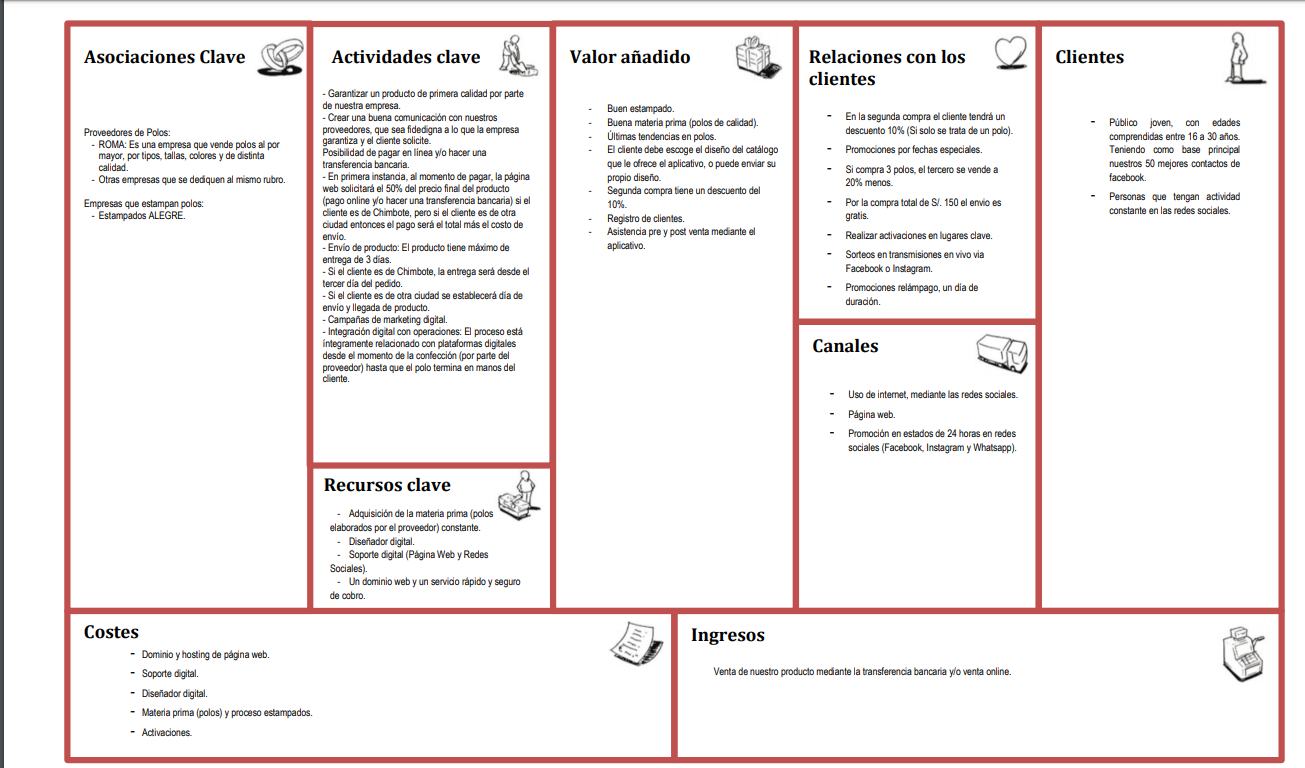 Asociaciones Clave
Proveedores de Polos:
- ROMA: Es una empresa que vende polos al por
mayor, por tipos, tallas, colores y de distinta
calidad.
- Otras empresas que se dediquen al mismo rubro.
Empresas que estampan polos:
- Estampados ALEGRE.
Actividades clave
- Garantizar un producto de primera calidad por parte
de nuestra empresa.
- Crear una buena comunicación con nuestros
proveedores, que sea fidedigna a lo que la empresa
garantiza y el cliente solicite.
Posibilidad de pagar en línea y/o hacer una
transferencia bancaria.
- En primera instancia, al momento de pagar, la página
web solicitará el 50% del precio final del producto
(pago online y/o hacer una transferencia bancaria) si el
cliente es de Chimbote, pero si el cliente es de otra
ciudad entonces el pago será el total más el costo de
envío.
- Envío de producto: El producto tiene máximo de
entrega de 3 días.
- Si el cliente es de Chimbote, la entrega será desde el
tercer día del pedido.
- Si el cliente es de otra ciudad se establecerá día de
envío y llegada de producto.
- Campañas de marketing digital.
- Integración digital con operaciones: El proceso está
íntegramente relacionado con plataformas digitales
desde el momento de la confección (por parte del
proveedor) hasta que el polo termina en manos del
cliente.
Recursos clave
- Adquisición de la materia prima (polos
elaborados por el proveedor) constante.
- Diseñador digital.
- Soporte digital (Página Web y Redes
Sociales).
- Un dominio web y un servicio rápido y seguro
de cobro.
Valor añadido
- Buen estampado.
- Buena materia prima (polos de calidad).
- Últimas tendencias en polos.
- El cliente debe escoge el diseño del catálogo
que le ofrece el aplicativo, o puede enviar su
propio diseño.
- Segunda compra tiene un descuento del
10%.
- Registro de clientes.
- Asistencia pre y post venta mediante el
aplicativo.
Relaciones con los
clientes
- En la segunda compra el cliente tendrá un
descuento 10% (Si solo se trata de un polo).
- Promociones por fechas especiales.
- Si compra 3 polos, el tercero se vende a
20% menos.
- Por la compra total de S/. 150 el envio es
gratis.
- Realizar activaciones en lugares clave.
- Sorteos en transmisiones en vivo via
Facebook o Instagram.
- Promociones relámpago, un día de
duración.
Canales
- Uso de internet, mediante las redes sociales.
- Página web.
- Promoción en estados de 24 horas en redes
sociales (Facebook, Instagram y Whatsapp).
Clientes
- Público joven, con edades
comprendidas entre 16 a 30 años.
Teniendo como base principal
nuestros 50 mejores contactos de
facebook.
- Personas que tengan actividad
constante en las redes sociales.
Costes
- Dominio y hosting de página web.
- Soporte digital.
- Diseñador digital.
- Materia prima (polos) y proceso estampados.
- Activaciones.
Ingresos
Venta de nuestro producto mediante la transferencia bancaria y/o venta online.